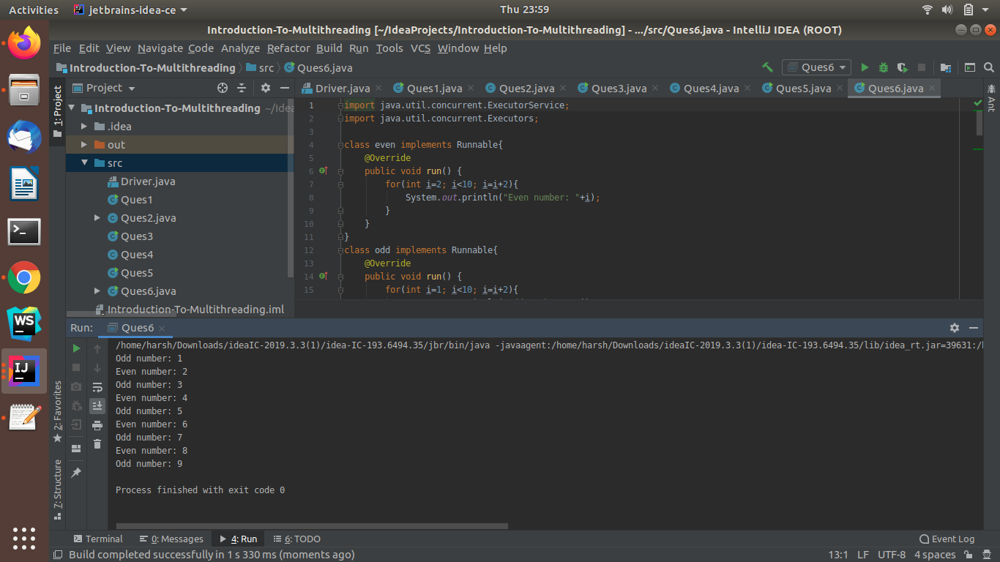 Activities jetbrains-idea-ce Thu 23:59
Introduction-To-Multithreading [~/IdeaProjects/Introduction-To-Multithreading] - .../src/Ques6.java - IntelliJ IDEA (ROOT)
File Edit View Navigate Code Analyze Refactor Build Run Tools VCS Window Help
Introduction-To-Multithreading src Ques6.java Ques6
1: Project
Project
Driver.java Ques1.java Ques2.java Ques3.java Ques4.java Ques5.java Ques6.java
Ant
Introduction-To-Multithreading ~/Idea
.idea
out
src
Driver.java
Ques1
Ques2.java
Ques3
Ques4
Ques5
Ques6.java
Introduction-To-Multithreading.iml
1 import java.util.concurrent.ExecutorService;
2 import java.util.concurrent.Executors;
3
4 class even implements Runnable{
5 @Override
6 public void run() {
7 for(int i=2; i<10; i=i+2){
8 System.out.println("Even number: "+i);
9 }
10 }
11 }
12 class odd implements Runnable{
13 @Override
14 public void run() {
15 for(int i=1; i<10; i=i+2){
Run: Ques6
/home/harsh/Downloads/ideaIC-2019.3.3(1)/idea-IC-193.6494.35/jbr/bin/java -javaagent:/home/harsh/Downloads/ideaIC-2019.3.3(1)/idea-IC-193.6494.35/lib/idea_rt.jar=39631:/
Odd number: 1
Even number: 2
Odd number: 3
Even number: 4
Odd number: 5
Even number: 6
Odd number: 7
Even number: 8
Odd number: 9
Process finished with exit code 0
2: Favorites
7: Structure
WS
IJ
Terminal 0: Messages 4: Run 6: TODO Event Log
Build completed successfully in 1 s 330 ms (moments ago) 13:1 LF UTF-8 4 spaces